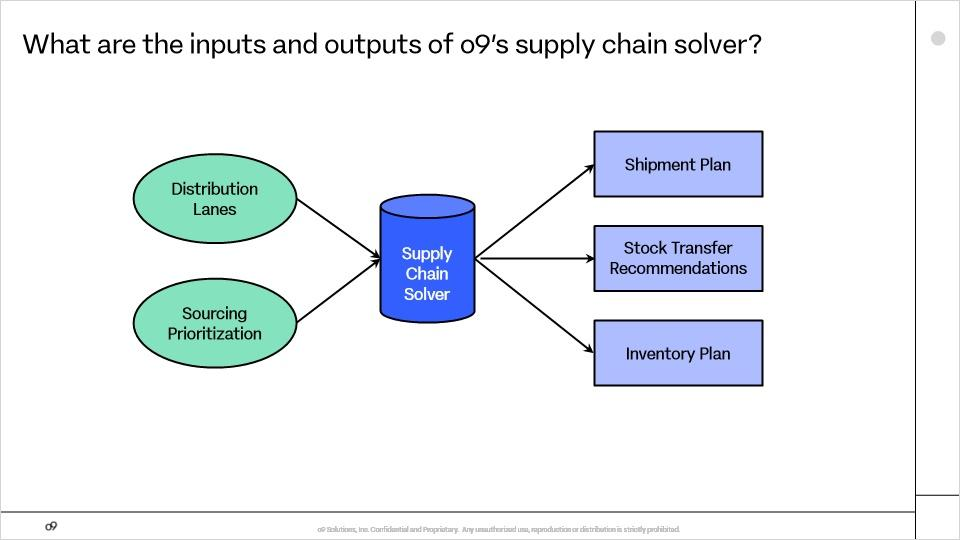 What are the inputs and outputs of o9's supply chain solver?
Distribution
Lanes
Sourcing
Prioritization
Supply
Chain
Solver
Shipment Plan
Stock Transfer
Recommendations
Inventory Plan
o9
o9 Solutions, Inc. Confidential and Proprietary. Any unauthorized use, reproduction or distribution is strictly prohibited.